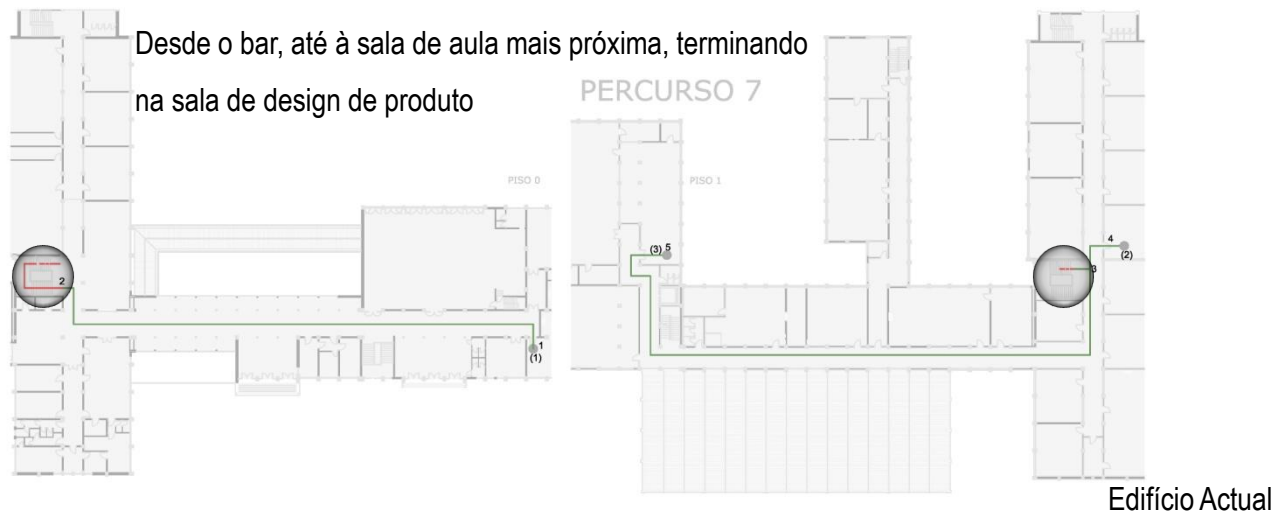 Desde o bar, até à sala de aula mais próxima, terminando
na sala de design de produto
PERCURSO 7
PISO 0
PISO 1
2
1
(1)
(3) 5
3
4
(2)
Edifício Actual